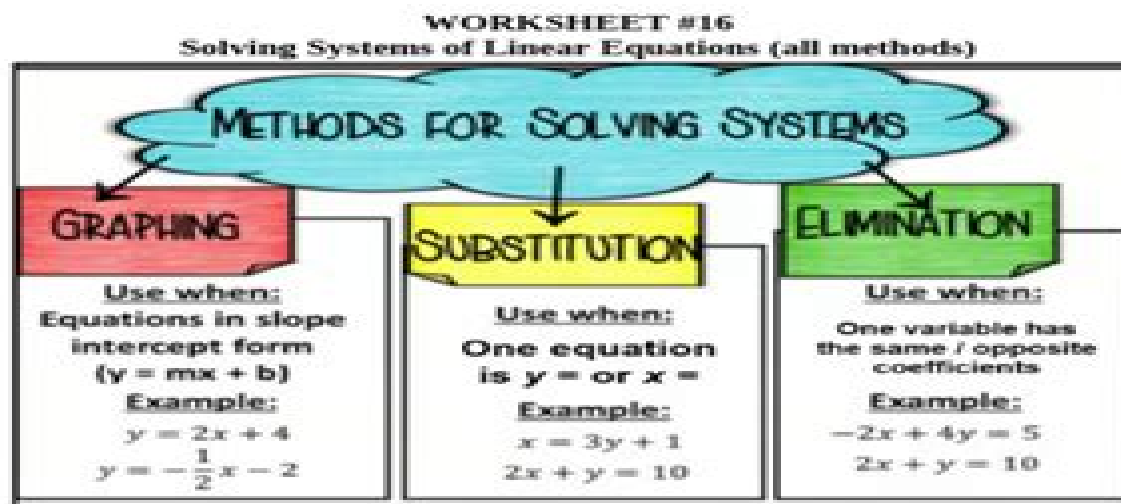 WORKSHEET #16
Solving Systems of Linear Equations (all methods)
METHODS FOR SOLVING SYSTEMS
GRAPHING
Use when:
Equations in slope
intercept form
(y = mx + b)
Example:
y = 2x + 4
y = -1/2 x - 2
SUBSTITUTION
Use when:
One equation
is y = or x =
Example:
x = 3y + 1
2x + y = 10
ELIMINATION
Use when:
One variable has
the same / opposite
coefficients
Example:
-2x + 4y = 5
2x + y = 10